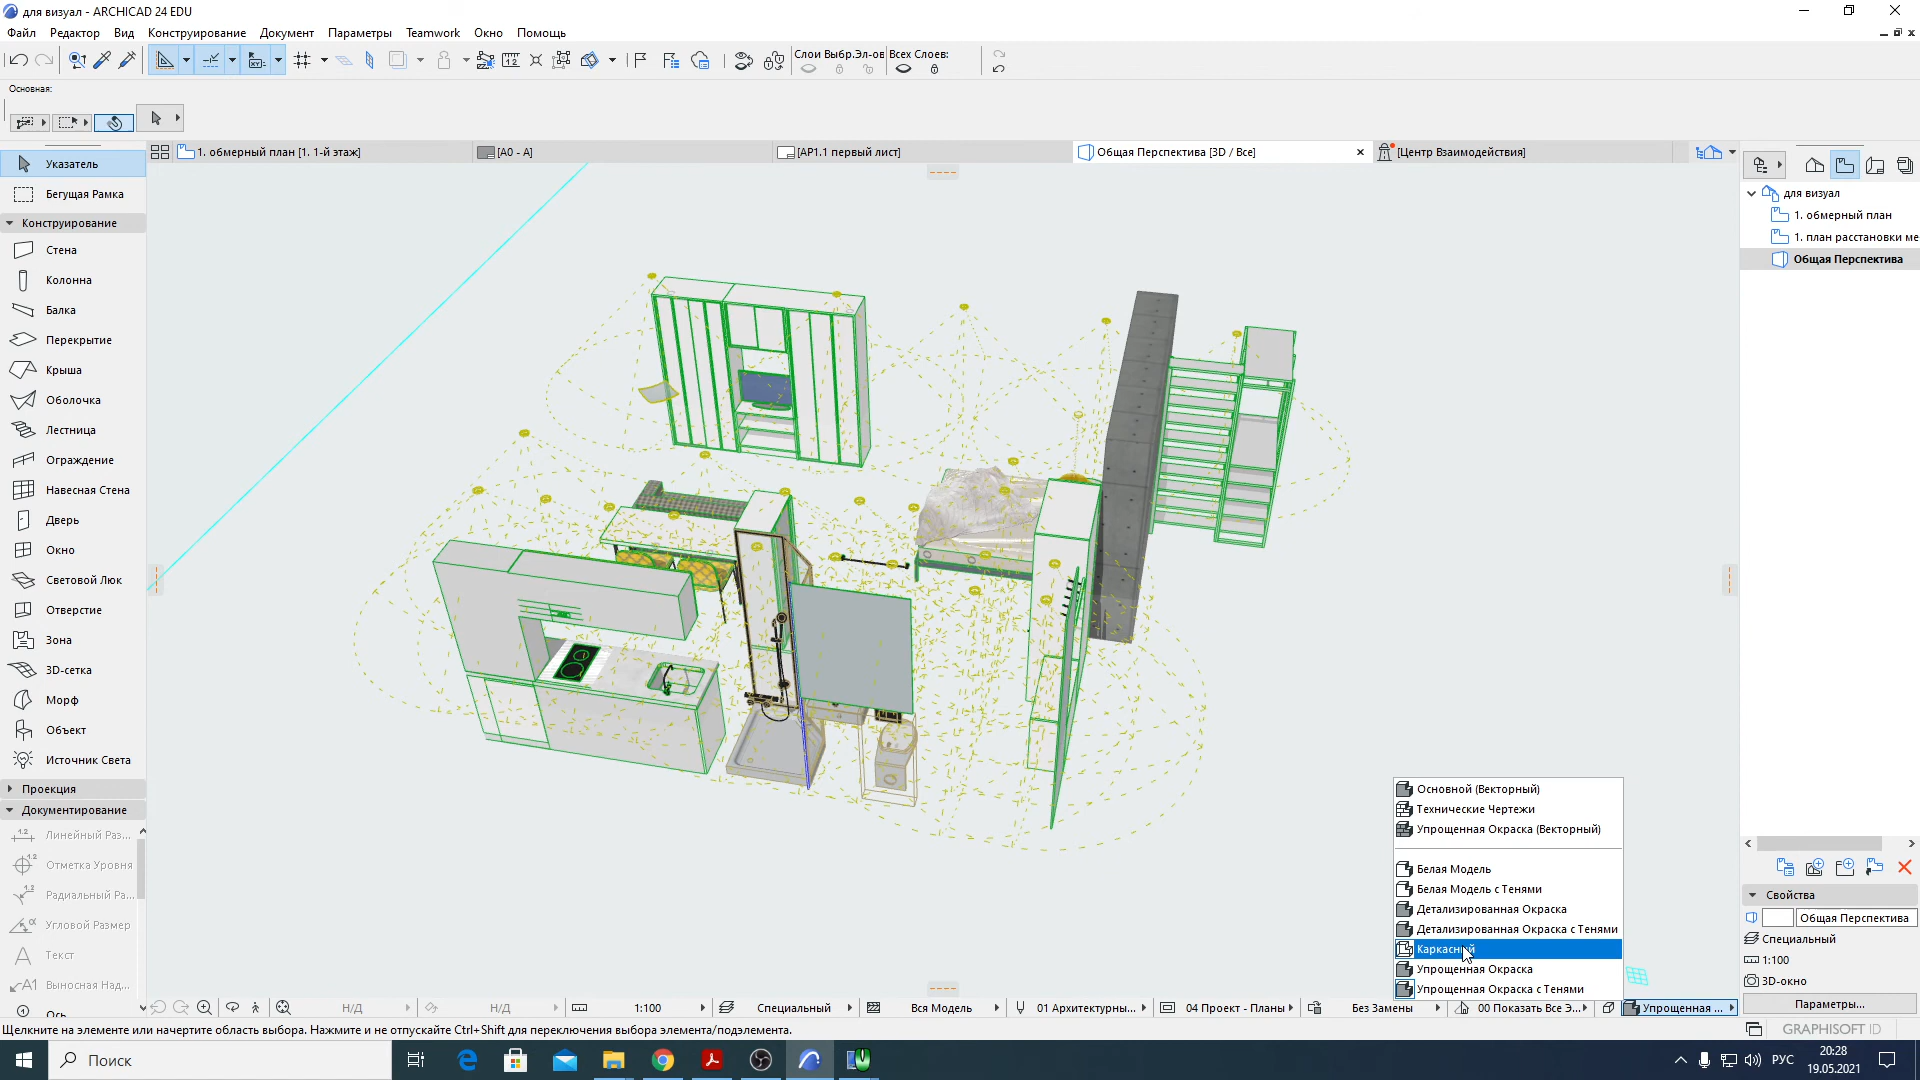 для визуал - ARCHICAD 24 EDU
Файл Редактор Вид Конструирование Документ Параметры Teamwork Окно Помощь
Слои Выбр.Эл-ов Всех Слоев:
Основная:
1. обмерный план [1. 1-й этаж]
[A0 - A]
[АР1.1 первый лист]
Общая Перспектива [3D / Все]
[Центр Взаимодействия]
Указатель
Бегущая Рамка
Конструирование
Стена
Колонна
Балка
Перекрытие
Крыша
Оболочка
Лестница
Ограждение
Навесная Стена
Дверь
Окно
Световой Люк
Отверстие
Зона
3D-сетка
Морф
Объект
Источник Света
Проекция
Документирование
Линейный Раз...
Отметка Уровня
Радиальный Ра...
Угловой Размер
Текст
Выносная Над...
Ось
для визуал
1. обмерный план
1. план расстановки ме
Общая Перспектива
Основной (Векторный)
Технические Чертежи
Упрощенная Окраска (Векторный)
Белая Модель
Белая Модель с Тенями
Детализированная Окраска
Детализированная Окраска с Тенями
Каркасный
Упрощенная Окраска
Упрощенная Окраска с Тенями
Свойства
Общая Перспектива
Специальный
1:100
3D-окно
Параметры...
Н/Д Н/Д 1:100 Специальный Вся Модель 01 Архитектурны... 04 Проект - Планы Без Замены 00 Показать Все Э... Упрощенная ...
Щелкните на элементе или начертите область выбора. Нажмите и не отпускайте Ctrl+Shift для переключения выбора элемента/подэлемента.
GRAPHISOFT ID
Поиск
РУС
20:28
19.05.2021